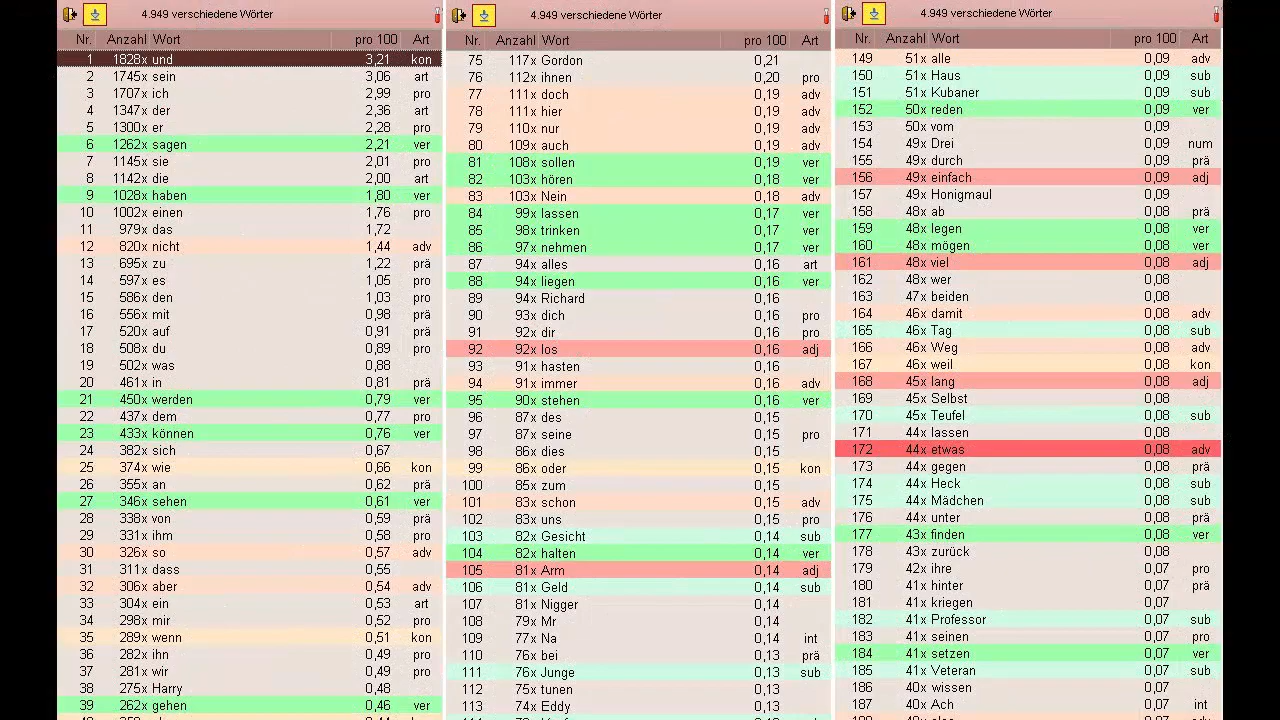 4.949 verschiedene Wörter
Nr. Anzahl Wort pro 100 Art
1 1828x und 3,21 kon
2 1745x sein 3,06 art
3 1707x ich 2,99 pro
4 1347x der 2,36 art
5 1300x er 2,28 pro
6 1262x sagen 2,21 ver
7 1145x sie 2,01 pro
8 1142x die 2,00 art
9 1028x haben 1,80 ver
10 1002x einen 1,76 pro
11 979x das 1,72
12 820x nicht 1,44 adv
13 695x zu 1,22 prä
14 597x es 1,05 pro
15 586x den 1,03 pro
16 556x mit 0,98 prä
17 520x auf 0,91 prä
18 508x du 0,89 pro
19 502x was 0,88
20 461x in 0,81 prä
21 450x werden 0,79 ver
22 437x dem 0,77 pro
23 433x können 0,76 ver
24 382x sich 0,67
25 374x wie 0,66 kon
26 355x an 0,62 prä
27 346x sehen 0,61 ver
28 338x von 0,59 prä
29 331x ihm 0,58 pro
30 326x so 0,57 adv
31 311x dass 0,55
32 306x aber 0,54 adv
33 304x ein 0,53 art
34 298x mir 0,52 pro
35 289x wenn 0,51 kon
36 282x ihn 0,49 pro
37 281x wir 0,49 pro
38 275x Harry 0,48
39 262x gehen 0,46 ver
4.949 verschiedene Wörter
Nr. Anzahl Wort pro 100 Art
75 117x Gordon 0,21
76 112x ihnen 0,20 pro
77 111x doch 0,19 adv
78 111x hier 0,19 adv
79 110x nur 0,19 adv
80 109x auch 0,19 adv
81 108x sollen 0,19 ver
82 103x hören 0,18 ver
83 103x Nein 0,18 adv
84 99x lassen 0,17 ver
85 98x trinken 0,17 ver
86 97x nehmen 0,17 ver
87 94x alles 0,16 art
88 94x liegen 0,16 ver
89 94x Richard 0,16
90 93x dich 0,16 pro
91 92x dir 0,16 pro
92 92x los 0,16 adj
93 91x hasten 0,16
94 91x immer 0,16 adv
95 90x stehen 0,16 ver
96 87x des 0,15
97 87x seine 0,15 pro
98 86x dies 0,15
99 86x oder 0,15 kon
100 85x zum 0,15
101 83x schon 0,15 adv
102 83x uns 0,15 pro
103 82x Gesicht 0,14 sub
104 82x halten 0,14 ver
105 81x Arm 0,14 adj
106 81x Geld 0,14 sub
107 81x Nigger 0,14
108 79x Mr 0,14
109 77x Na 0,14 int
110 76x bei 0,13 prä
111 76x Junge 0,13 sub
112 75x tunen 0,13
113 74x Eddy 0,13
4.949 verschiedene Wörter
Nr. Anzahl Wort pro 100 Art
149 51x alle 0,09 adv
150 51x Haus 0,09 sub
151 51x Kubaner 0,09 sub
152 50x reden 0,09 ver
153 50x vom 0,09
154 49x Drei 0,09 num
155 49x durch 0,09 prä
156 49x einfach 0,09 adj
157 49x Honigmaul 0,09
158 48x ab 0,08 prä
159 48x legen 0,08 ver
160 48x mögen 0,08 ver
161 48x viel 0,08 adj
162 48x wer 0,08
163 47x beiden 0,08
164 46x damit 0,08 adv
165 46x Tag 0,08 sub
166 46x Weg 0,08 adv
167 46x weil 0,08 kon
168 45x lang 0,08 adj
169 45x Selbst 0,08
170 45x Teufel 0,08 sub
171 44x lassen 0,08
172 44x etwas 0,08 adv
173 44x gegen 0,08 prä
174 44x Heck 0,08 sub
175 44x Mädchen 0,08 sub
176 44x unter 0,08 prä
177 43x finden 0,08 ver
178 43x zurück 0,08
179 42x ihre 0,07 pro
180 41x hinter 0,07 prä
181 41x kriegen 0,07
182 41x Professor 0,07 sub
183 41x seinen 0,07 pro
184 41x setzen 0,07 ver
185 41x Veteran 0,07 sub
186 40x wissen 0,07
187 40x Ach 0,07 int